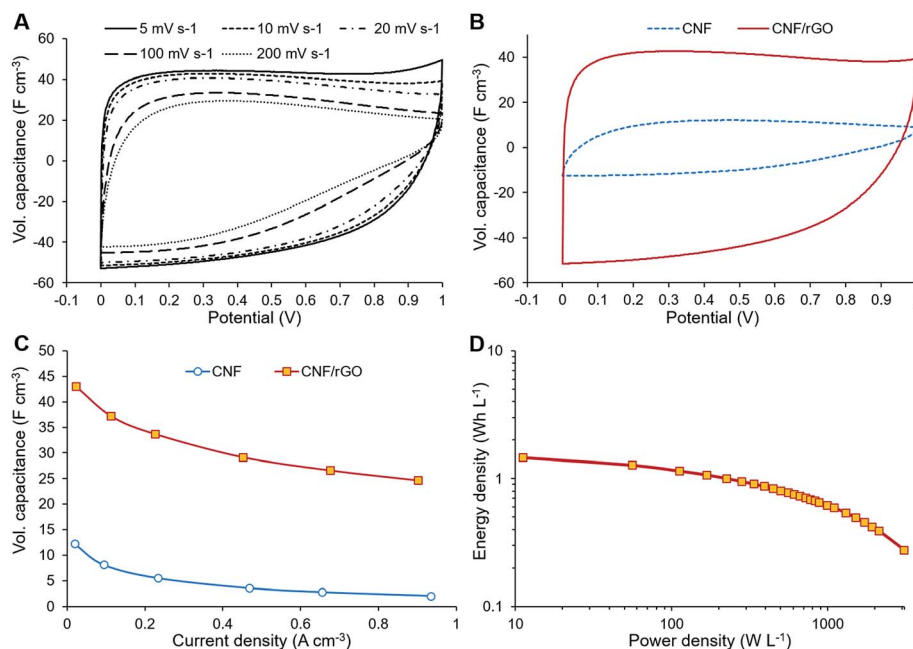 A
5 mV s-1
10 mV s-1
20 mV s-1
100 mV s-1
200 mV s-1
Vol. capacitance (F cm-3)
60
40
20
0
-20
-40
-60
-0.1 0 0.1 0.2 0.3 0.4 0.5 0.6 0.7 0.8 0.9 1
Potential (V)
B
CNF
CNF/rGO
Vol. capacitance (F cm-3)
60
40
20
0
-20
-40
-60
-0.1 0 0.1 0.2 0.3 0.4 0.5 0.6 0.7 0.8 0.9
Potential (V)
C
CNF
CNF/rGO
Vol. capacitance (F cm-3)
50
45
40
35
30
25
20
15
10
5
0
0 0.2 0.4 0.6 0.8 1
Current density (A cm-3)
D
Energy density (Wh L-1)
10
1
0.1
10 100 1000
Power density (W L-1)